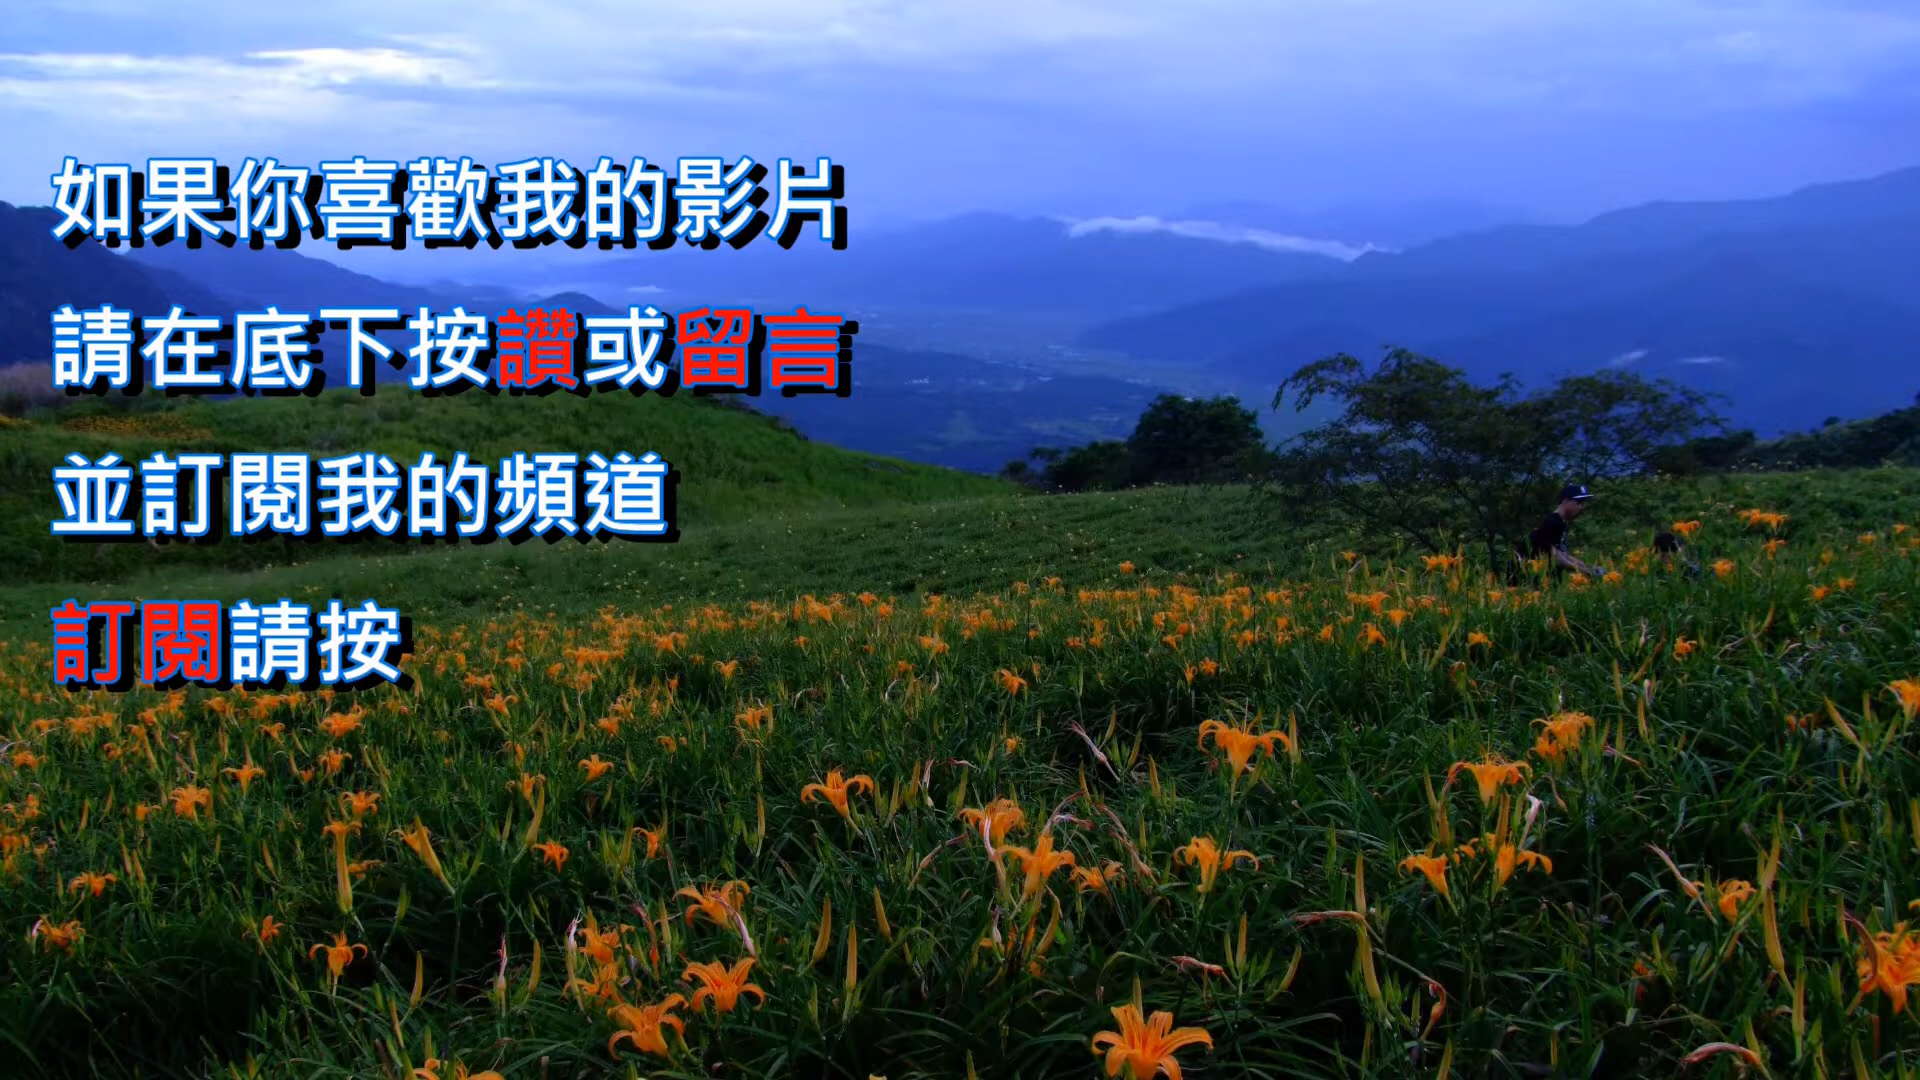 如果你喜歡我的影片
請在底下按讚或留言
並訂閱我的頻道
訂閱請按